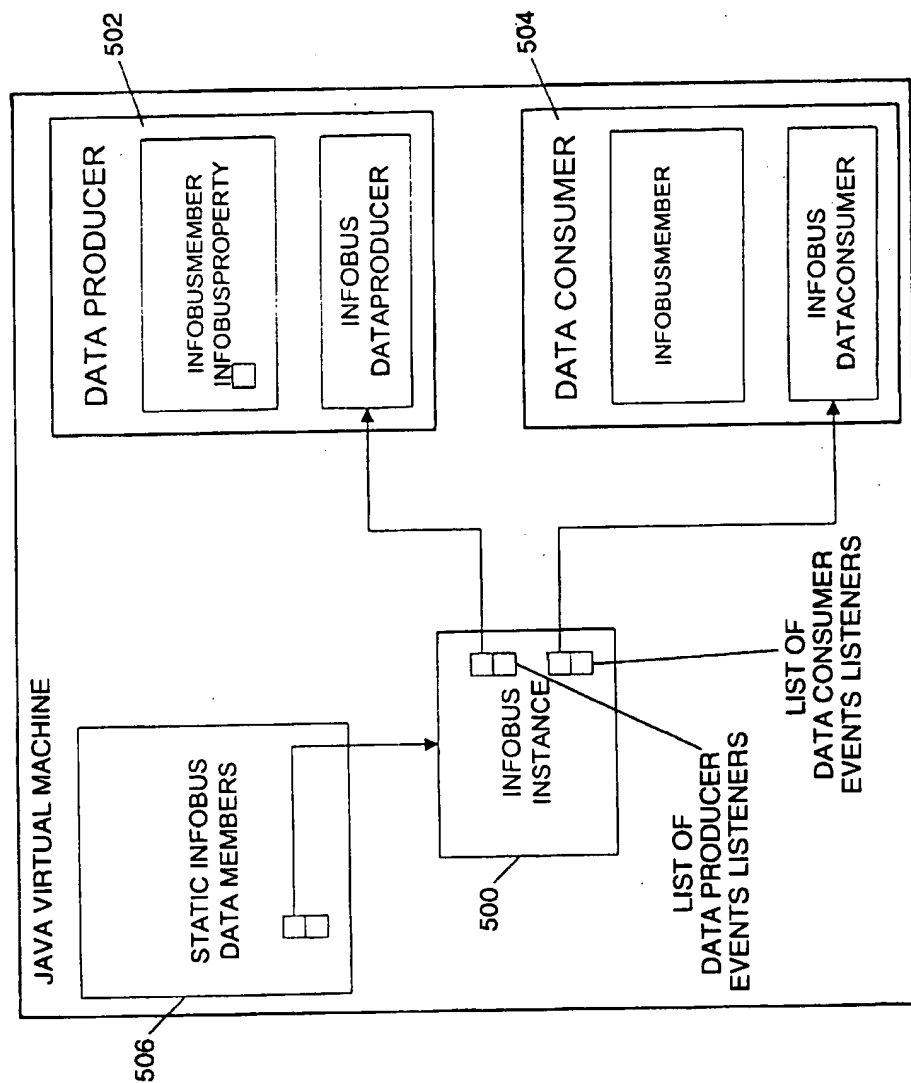 JAVA VIRTUAL MACHINE
506
STATIC INFOBUS
DATA MEMBERS
500
INFOBUS
INSTANCE
LIST OF
DATA PRODUCER
EVENTS LISTENERS
LIST OF
DATA CONSUMER
EVENTS LISTENERS
502
DATA PRODUCER
INFOBUSMEMBER
INFOBUSPROPERTY
INFOBUS
DATAPRODUCER
504
DATA CONSUMER
INFOBUSMEMBER
INFOBUS
DATACONSUMER